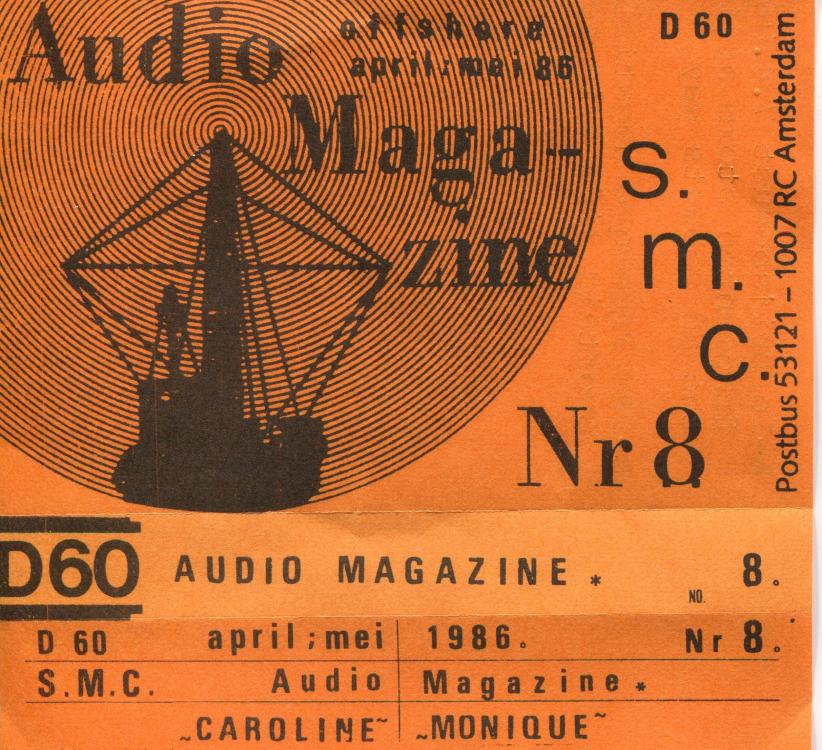 Audio offshore D 60
april;mei 86
Maga-
zine
s.
m.
c.
Postbus 53121 – 1007 RC Amsterdam
Nr 8
D60 AUDIO MAGAZINE * NO. 8.
D 60 april;mei 1986. Nr 8.
S.M.C. Audio Magazine *
~CAROLINE~ ~MONIQUE~